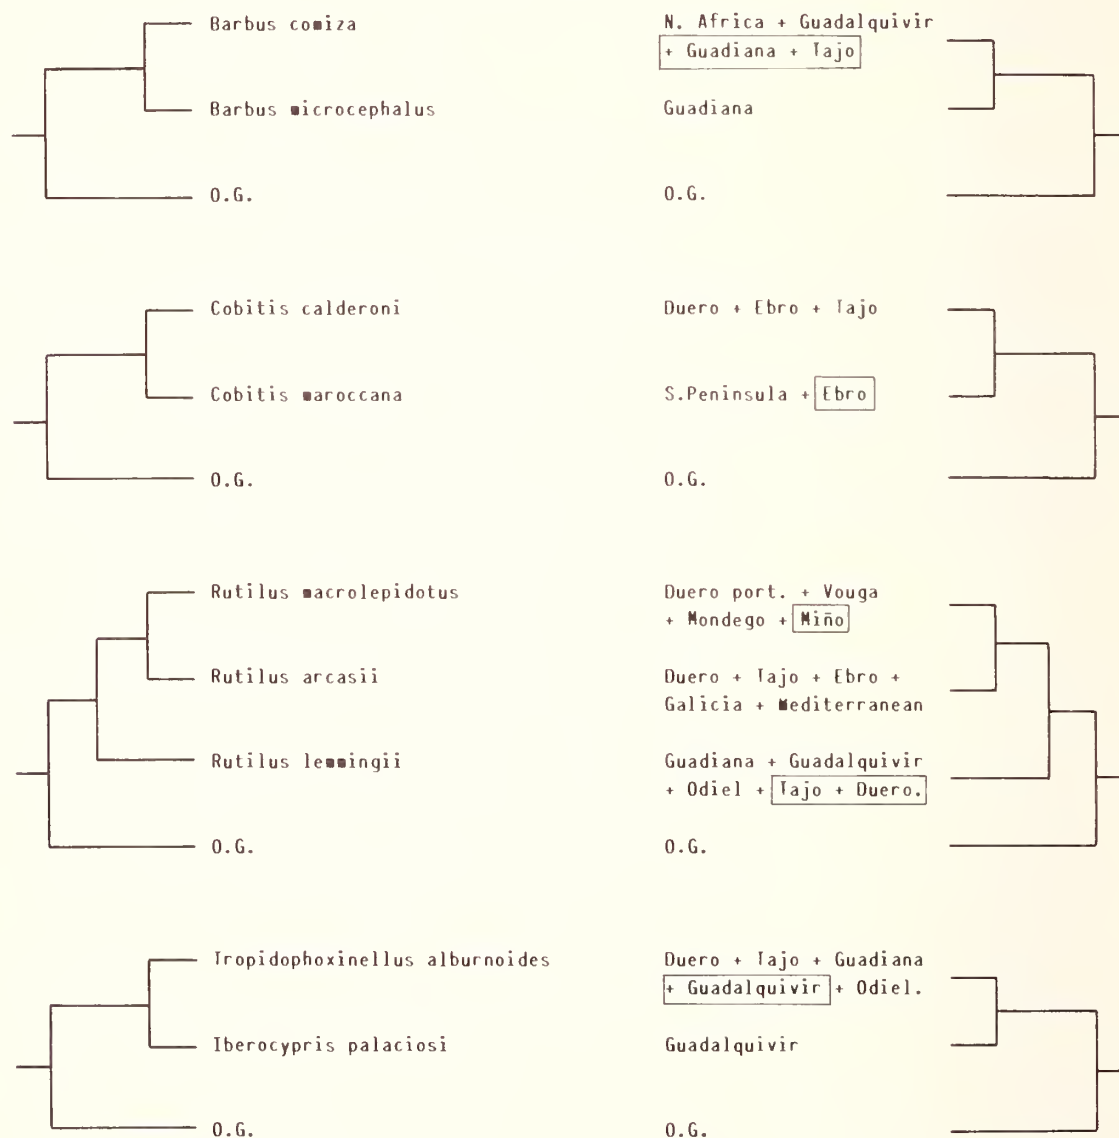 Barbus comiza
N. Africa + Guadalquivir
+ Guadiana + Tajo
Barbus microcephalus
Guadiana
O.G.
O.G.
Cobitis calderoni
Duero + Ebro + Tajo
Cobitis maroccana
S.Peninsula + Ebro
O.G.
O.G.
Rutilus macrolepidotus
Duero port. + Vouga
+ Mondego + Miño
Rutilus arcasii
Duero + Tajo + Ebro +
Galicia + Mediterranean
Rutilus lemmingii
Guadiana + Guadalquivir
+ Odiel + Tajo + Duero.
O.G.
O.G.
Tropidophoxinellus alburnoides
Duero + Tajo + Guadiana
+ Guadalquivir + Odiel.
Iberocypris palaciosi
Guadalquivir
O.G.
O.G.